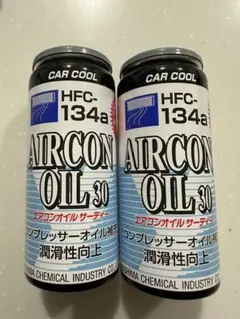 CAR COOL
HFC-
134a
AIRCON
OIL 30
エアコンオイル サーティー
コンプレッサーオイル補充
潤滑性向上
CHEMICAL INDUSTRY CO.
CAR COOL
HFC-
134a
AIRCON
OIL 30
エアコンオイル サーティー
コンプレッサーオイル
潤滑性向上
CHEMICAL INDUSTRY